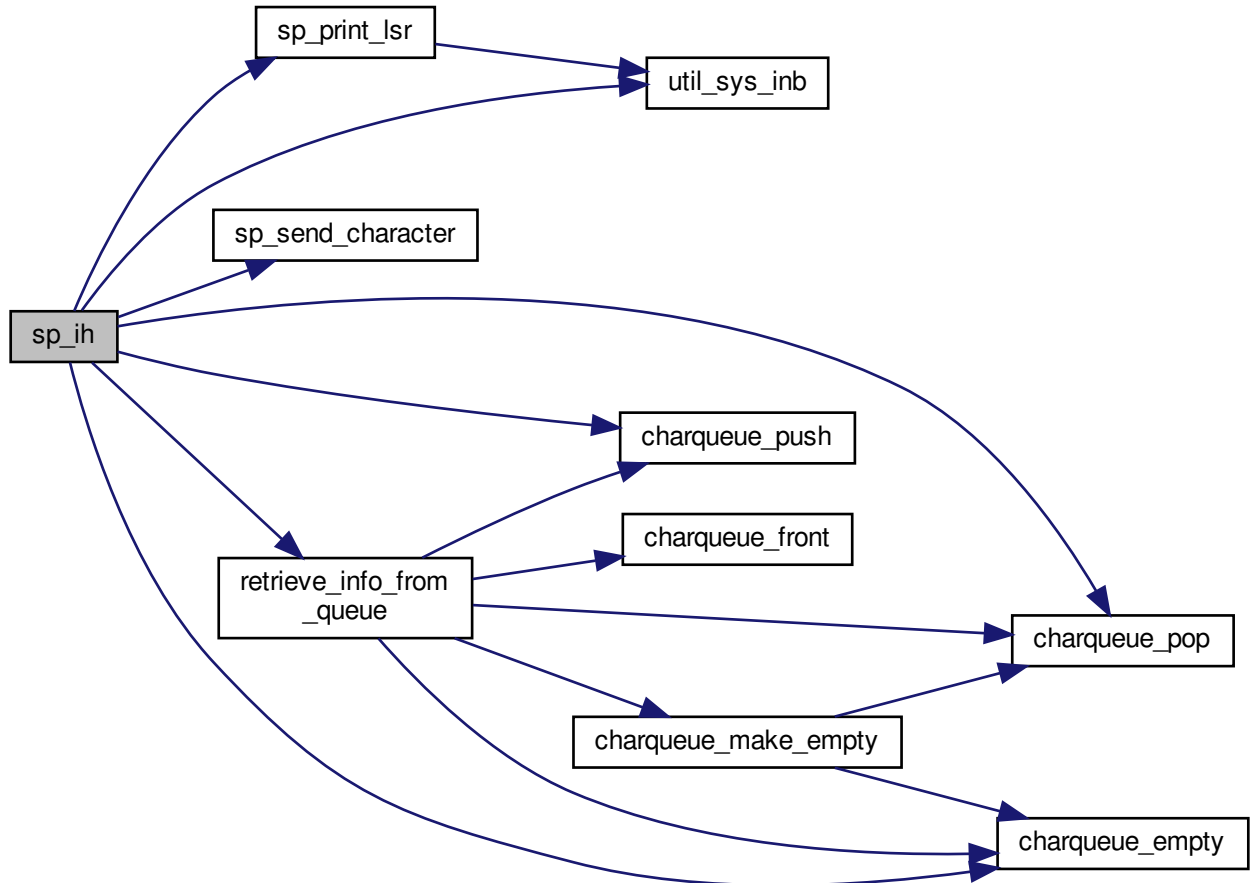 sp_print_lsr
util_sys_inb
sp_send_character
sp_ih
charqueue_push
charqueue_front
retrieve_info_from
_queue
charqueue_pop
charqueue_make_empty
charqueue_empty